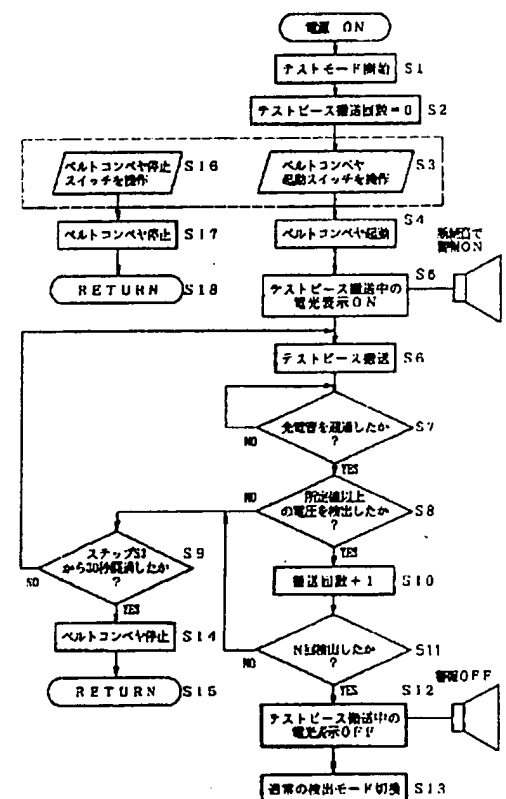 電源 ON
テストモード開始 S1
テストピース搬送回数=0 S2
ベルトコンベヤ停止
スイッチを操作
S16
ベルトコンベヤ
起動スイッチを操作
S3
ベルトコンベヤ停止 S17
S4
ベルトコンベヤ起動
警報ON
RETURN S18
S5
テストピース搬送中の
電光表示ON
テストピース搬送 S6
光電管を通過したか
?
S7
NO
YES
所定値以上
の電圧を検出したか
?
S8
NO
YES
ステップS3
から30秒経過したか
?
S9
NO
YES
搬送回数+1 S10
ベルトコンベヤ停止 S14
N回検出したか
?
S11
NO
YES
RETURN S15
S12
警報OFF
テストピース搬送中の
電光表示OFF
通常の検出モード切換 S13